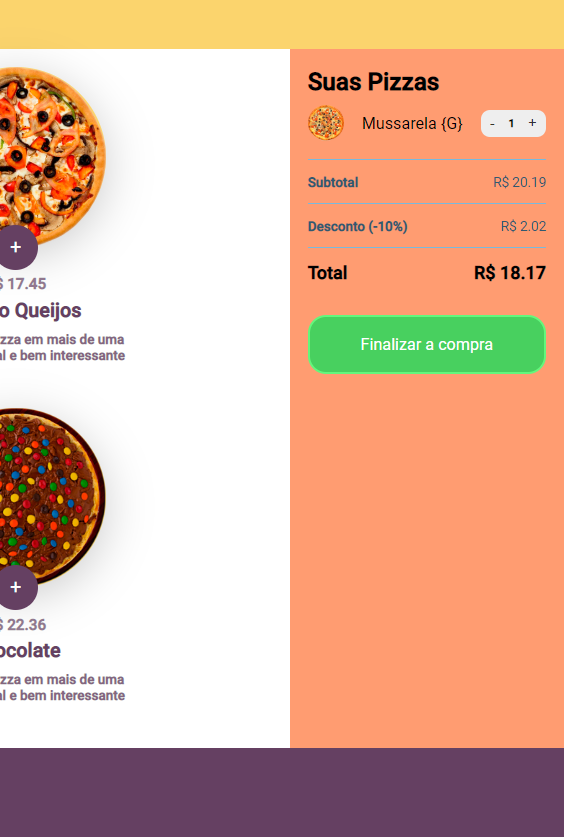 +
$ 17.45
o Queijos
zza em mais de uma
l e bem interessante
+
$ 22.36
ocolate
zza em mais de uma
l e bem interessante
Suas Pizzas
Mussarela {G} - 1 +
Subtotal R$ 20.19
Desconto (-10%) R$ 2.02
Total R$ 18.17
Finalizar a compra